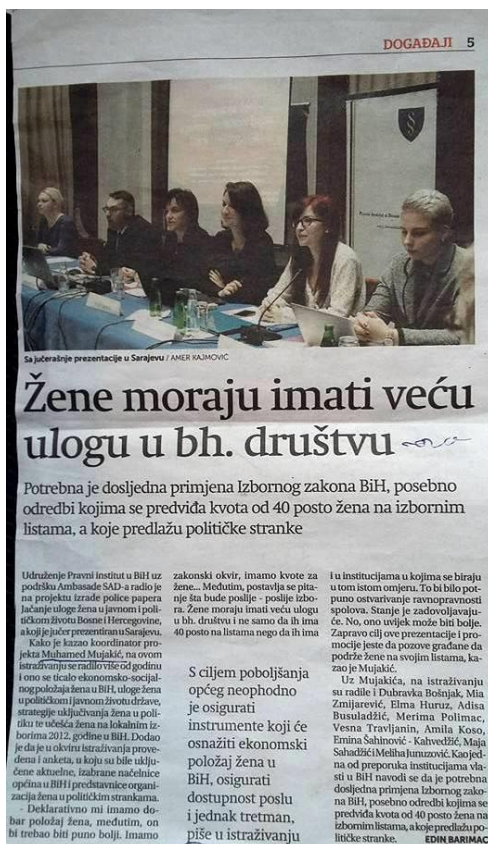 DOGAĐAJI 5
Sa jučerašnje prezentacije u Sarajevu / AMER KAJMOVIĆ
Žene moraju imati veću
ulogu u bh. društvu
Potrebna je dosljedna primjena Izbornog zakona BiH, posebno
odredbi kojima se predviđa kvota od 40 posto žena na izbornim
listama, a koje predlažu političke stranke
Udruženje Pravni institut u BiH uz
podršku Ambasade SAD-a radio je
na projektu izrade police papera
Jačanje uloge žena u javnom i poli-
tičkom životu Bosne i Hercegovine,
a koji je jučer prezentiran u Sarajevu.
Kako je kazao koordinator pro-
jekta Muhamed Mujakić, na ovom
istraživanju se radilo više od godinu
i ono se ticalo ekonomsko-socijal-
nog položaja žena u BiH, uloge žena
u političkom i javnom životu države,
strategije uključivanja žena u poli-
tiku te učešća žena na lokalnim iz-
borima 2012. godine u BiH. Dodao
je da je u okviru istraživanja prove-
dena i anketa, u koju su bile uklju-
čene aktuelne, izabrane načelnice
općina u BiH i predstavnice organi-
zacija žena u političkim strankama.
- Deklarativno mi imamo do-
bar položaj žena, međutim, on
bi trebao biti puno bolji. Imamo
zakonski okvir, imamo kvote za
žene... Međutim, postavlja se pita-
nje šta bude poslije - poslije izbo-
ra. Žene moraju imati veću ulogu
u bh. društvu i ne samo da ih ima
40 posto na listama nego da ih ima
S ciljem poboljšanja
općeg neophodno
je osigurati
instrumente koji će
osnažiti ekonomski
položaj žena u
BiH, osigurati
dostupnost poslu
i jednak tretman,
piše u istraživanju
i u institucijama u kojima se biraju
u tom istom omjeru. To bi bilo pot-
puno ostvarivanje ravnopravnosti
spolova. Stanje je zadovoljavaju-
će. No, ono uvijek može biti bolje.
Zapravo cilj ove prezentacije i pro-
mocije jeste da pozove građane da
podrže žene na svojim listama, ka-
zao je Mujakić.
Uz Mujakića, na istraživanju
su radile i Dubravka Bošnjak, Mia
Zmijarević, Elma Huruz, Adisa
Busuladžić, Merima Polimac,
Vesna Travljanin, Amila Koso,
Emina Šahinović - Kahvedžić, Maja
Sahadžić i Meliha Junuzović. Kao jed-
na od preporuka institucijama vlas-
ti u BiH navodi se da je potrebna
dosljedna primjena Izbornog zako-
na BiH, posebno odredbi kojima se
predviđa kvota od 40 posto žena na
izbornim listama, a koje predlažu po-
litičke stranke. EDIN BARIMAC